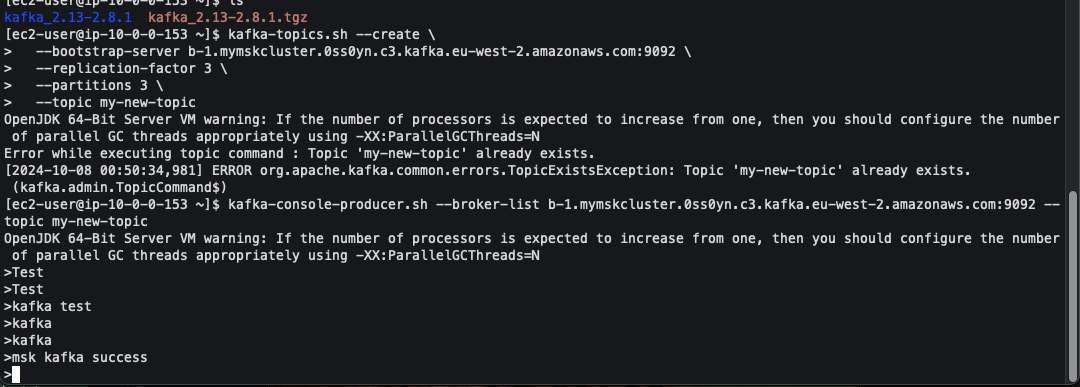 [ec2-user@ip-10-0-0-153 ~]$ ls
kafka_2.13-2.8.1  kafka_2.13-2.8.1.tgz
[ec2-user@ip-10-0-0-153 ~]$ kafka-topics.sh --create \
>   --bootstrap-server b-1.mymskcluster.0ss0yn.c3.kafka.eu-west-2.amazonaws.com:9092 \
>   --replication-factor 3 \
>   --partitions 3 \
>   --topic my-new-topic
OpenJDK 64-Bit Server VM warning: If the number of processors is expected to increase from one, then you should configure the number
 of parallel GC threads appropriately using -XX:ParallelGCThreads=N
Error while executing topic command : Topic 'my-new-topic' already exists.
[2024-10-08 00:50:34,981] ERROR org.apache.kafka.common.errors.TopicExistsException: Topic 'my-new-topic' already exists.
 (kafka.admin.TopicCommand$)
[ec2-user@ip-10-0-0-153 ~]$ kafka-console-producer.sh --broker-list b-1.mymskcluster.0ss0yn.c3.kafka.eu-west-2.amazonaws.com:9092 --
topic my-new-topic
OpenJDK 64-Bit Server VM warning: If the number of processors is expected to increase from one, then you should configure the number
 of parallel GC threads appropriately using -XX:ParallelGCThreads=N
>Test
>Test
>kafka test
>kafka
>kafka
>msk kafka success
>